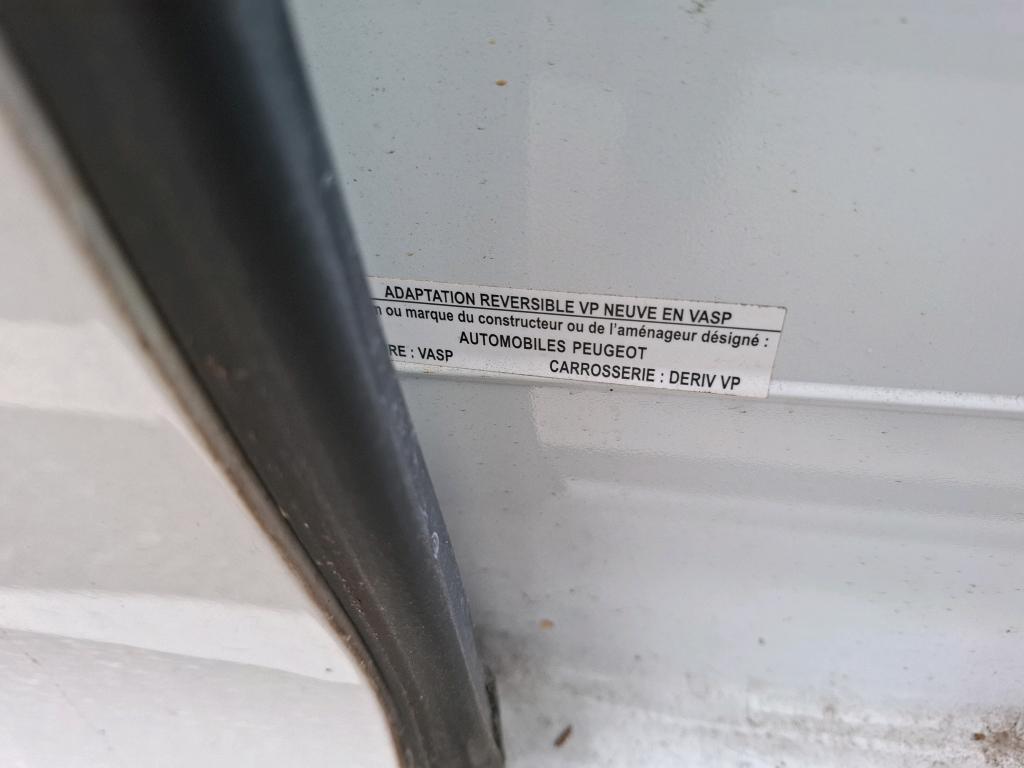 ADAPTATION REVERSIBLE VP NEUVE EN VASP
ou marque du constructeur ou de l'aménageur désigné :
AUTOMOBILES PEUGEOT
RE : VASP CARROSSERIE : DERIV VP